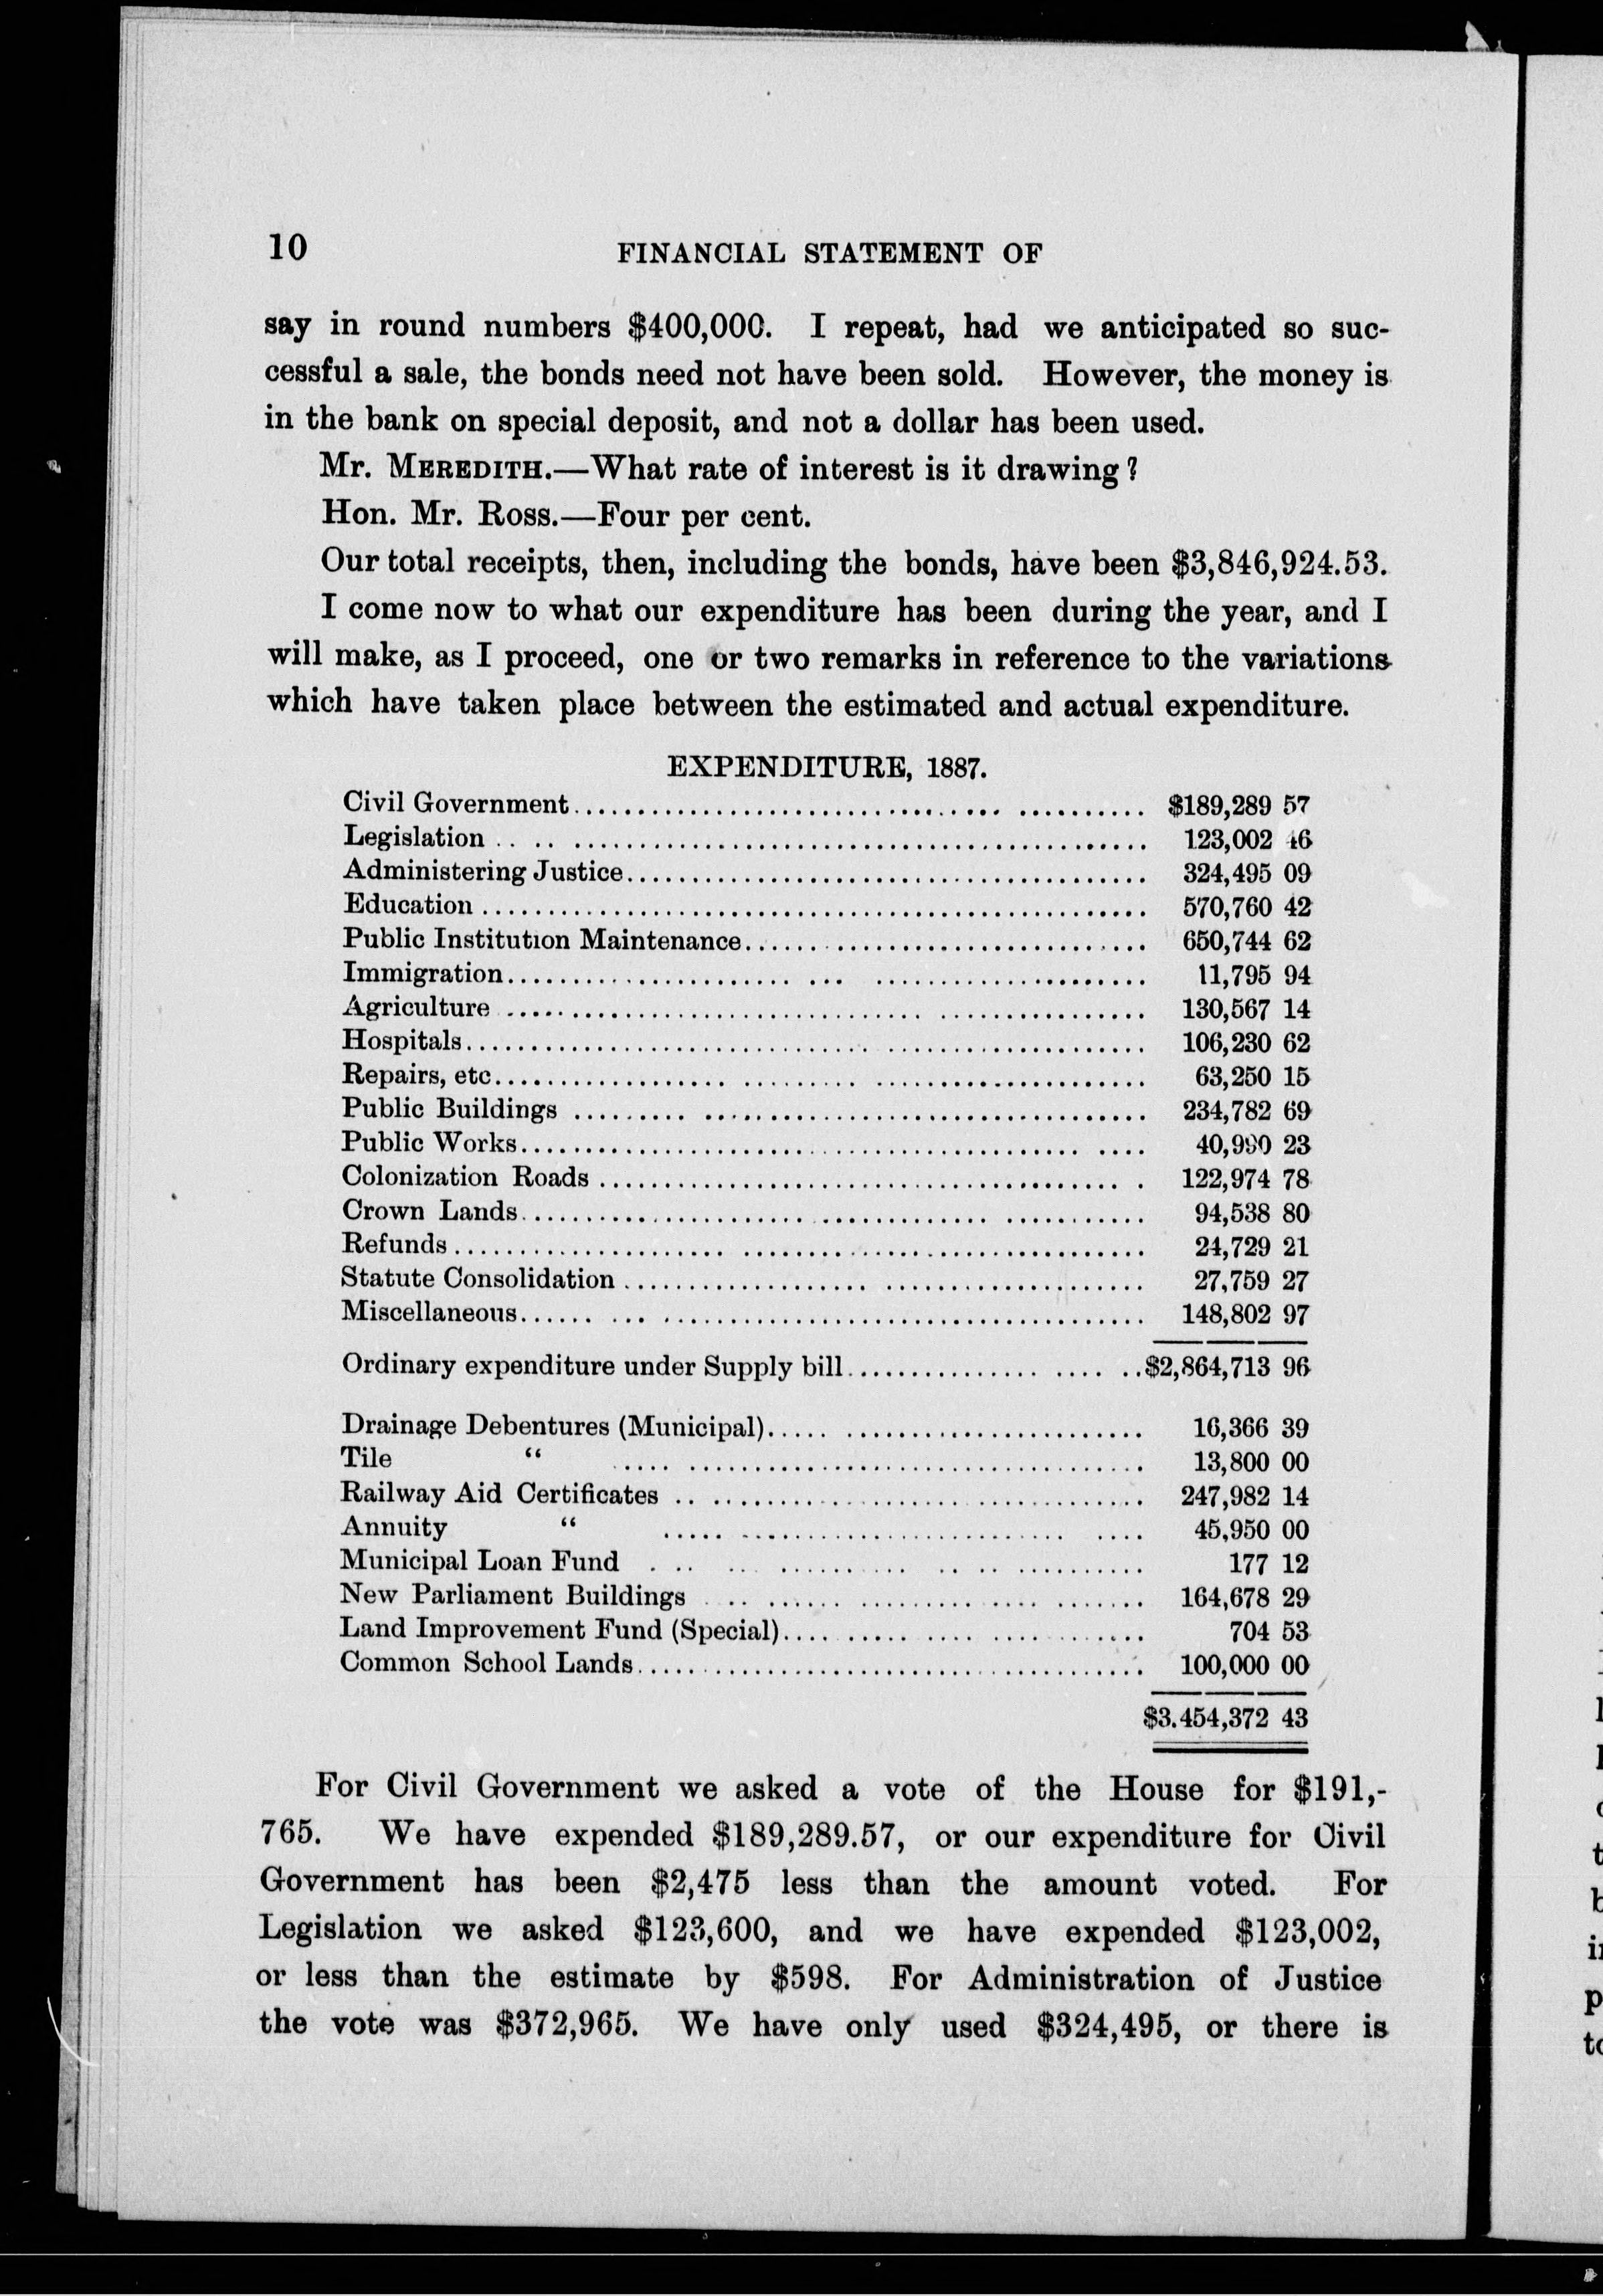 10 FINANCIAL STATEMENT OF
say in round numbers $400,000. I repeat, had we anticipated so suc-
cessful a sale, the bonds need not have been sold. However, the money is
in the bank on special deposit, and not a dollar has been used.
Mr. MEREDITH.—What rate of interest is it drawing?
Hon. Mr. Ross.—Four per cent.
Our total receipts, then, including the bonds, have been $3,846,924.53.
I come now to what our expenditure has been during the year, and I
will make, as I proceed, one or two remarks in reference to the variations
which have taken place between the estimated and actual expenditure.
EXPENDITURE, 1887.
Civil Government.......... $189,289 57
Legislation.......... 123,002 46
Administering Justice.......... 324,495 09
Education.......... 570,760 42
Public Institution Maintenance.......... 650,744 62
Immigration.......... 11,795 94
Agriculture.......... 130,567 14
Hospitals.......... 106,230 62
Repairs, etc.......... 63,250 15
Public Buildings.......... 234,782 69
Public Works.......... 40,990 23
Colonization Roads.......... 122,974 78
Crown Lands.......... 94,538 80
Refunds.......... 24,729 21
Statute Consolidation.......... 27,759 27
Miscellaneous.......... 148,802 97
Ordinary expenditure under Supply bill.......... $2,864,713 96
Drainage Debentures (Municipal).......... 16,366 39
Tile “ .......... 13,800 00
Railway Aid Certificates.......... 247,982 14
Annuity “ .......... 45,950 00
Municipal Loan Fund.......... 177 12
New Parliament Buildings.......... 164,678 29
Land Improvement Fund (Special).......... 704 53
Common School Lands.......... 100,000 00
$3.454,372 43
For Civil Government we asked a vote of the House for $191,-
765. We have expended $189,289.57, or our expenditure for Civil
Government has been $2,475 less than the amount voted. For
Legislation we asked $123,600, and we have expended $123,002,
or less than the estimate by $598. For Administration of Justice
the vote was $372,965. We have only used $324,495, or there is